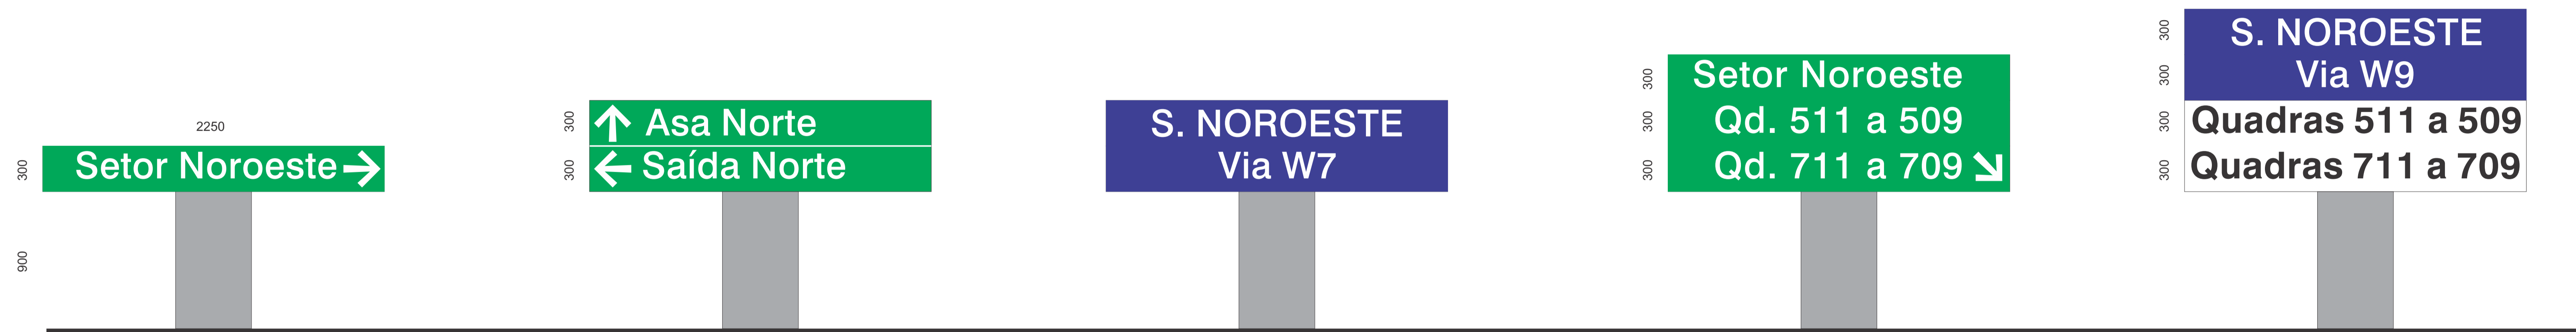 2250
300
Setor Noroeste
900
300
Asa Norte
300
Saída Norte
S. NOROESTE
Via W7
300
Setor Noroeste
300
Qd. 511 a 509
300
Qd. 711 a 709
300
S. NOROESTE
300
Via W9
300
Quadras 511 a 509
300
Quadras 711 a 709